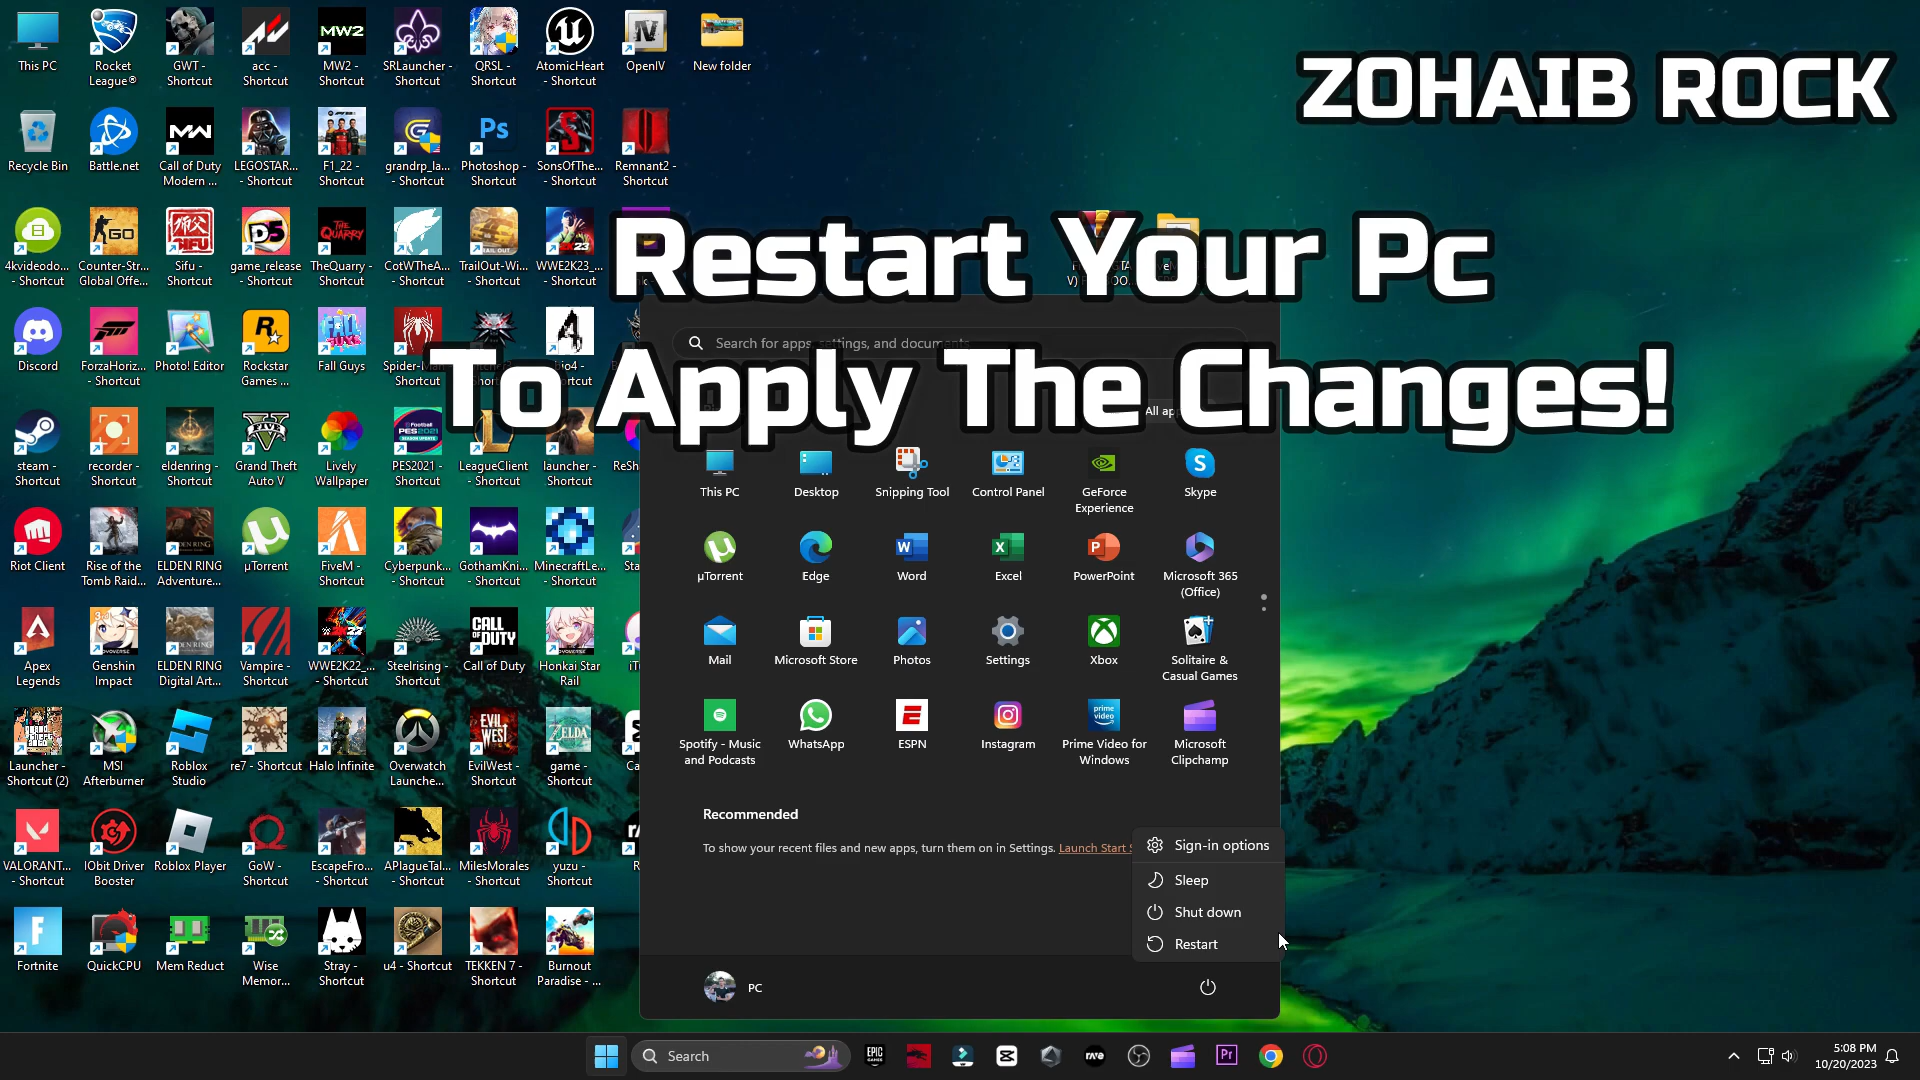 ZOHAIB ROCK
Restart Your Pc
To Apply The Changes!
This PC
Rocket League®
GWT - Shortcut
acc - Shortcut
MW2 - Shortcut
SRLauncher - Shortcut
QRSL - Shortcut
AtomicHeart - Shortcut
OpenIV
New folder
Recycle Bin
Battle.net
Call of Duty Modern ...
LEGOSTAR... - Shortcut
F1_22 - Shortcut
grandrp_la... - Shortcut
Photoshop - Shortcut
SonsOfThe... - Shortcut
Remnant2 - Shortcut
4kvideodo... - Shortcut
Counter-Str... Global Offe...
Sifu - Shortcut
game_release - Shortcut
TheQuarry - Shortcut
CotWTheA... - Shortcut
TrailOut-Wi... - Shortcut
WWE2K23_... - Shortcut
Discord
ForzaHoriz... - Shortcut
Photo! Editor
Rockstar Games ...
Fall Guys
Spider-Man Shortcut
steam - Shortcut
recorder - Shortcut
eldenring - Shortcut
Grand Theft Auto V
Lively Wallpaper
PES2021 - Shortcut
LeagueClient - Shortcut
launcher - Shortcut
Riot Client
Rise of the Tomb Raid...
ELDEN RING Adventure...
µTorrent
FiveM - Shortcut
Cyberpunk... - Shortcut
GothamKni... - Shortcut
MinecraftLe... - Shortcut
Apex Legends
Genshin Impact
ELDEN RING Digital Art...
Vampire - Shortcut
WWE2K22_... - Shortcut
Steelrising - Shortcut
Call of Duty
Honkai Star Rail
Launcher - Shortcut (2)
MSI Afterburner
Roblox Studio
re7 - Shortcut
Halo Infinite
Overwatch Launche...
EvilWest - Shortcut
game - Shortcut
VALORANT... - Shortcut
IObit Driver Booster
Roblox Player
GoW - Shortcut
EscapeFro... - Shortcut
APlagueTal... - Shortcut
MilesMorales - Shortcut
yuzu - Shortcut
Fortnite
QuickCPU
Mem Reduct
Wise Memor...
Stray - Shortcut
u4 - Shortcut
TEKKEN 7 - Shortcut
Burnout Paradise - ...
Search for apps, settings, and documents
All
This PC
Desktop
Snipping Tool
Control Panel
GeForce Experience
Skype
µTorrent
Edge
Word
Excel
PowerPoint
Microsoft 365 (Office)
Mail
Microsoft Store
Photos
Settings
Xbox
Solitaire & Casual Games
Spotify - Music and Podcasts
WhatsApp
ESPN
Instagram
Prime Video for Windows
Microsoft Clipchamp
Recommended
To show your recent files and new apps, turn them on in Settings. Launch Start
Sign-in options
Sleep
Shut down
Restart
PC
Search
5:08 PM
10/20/2023